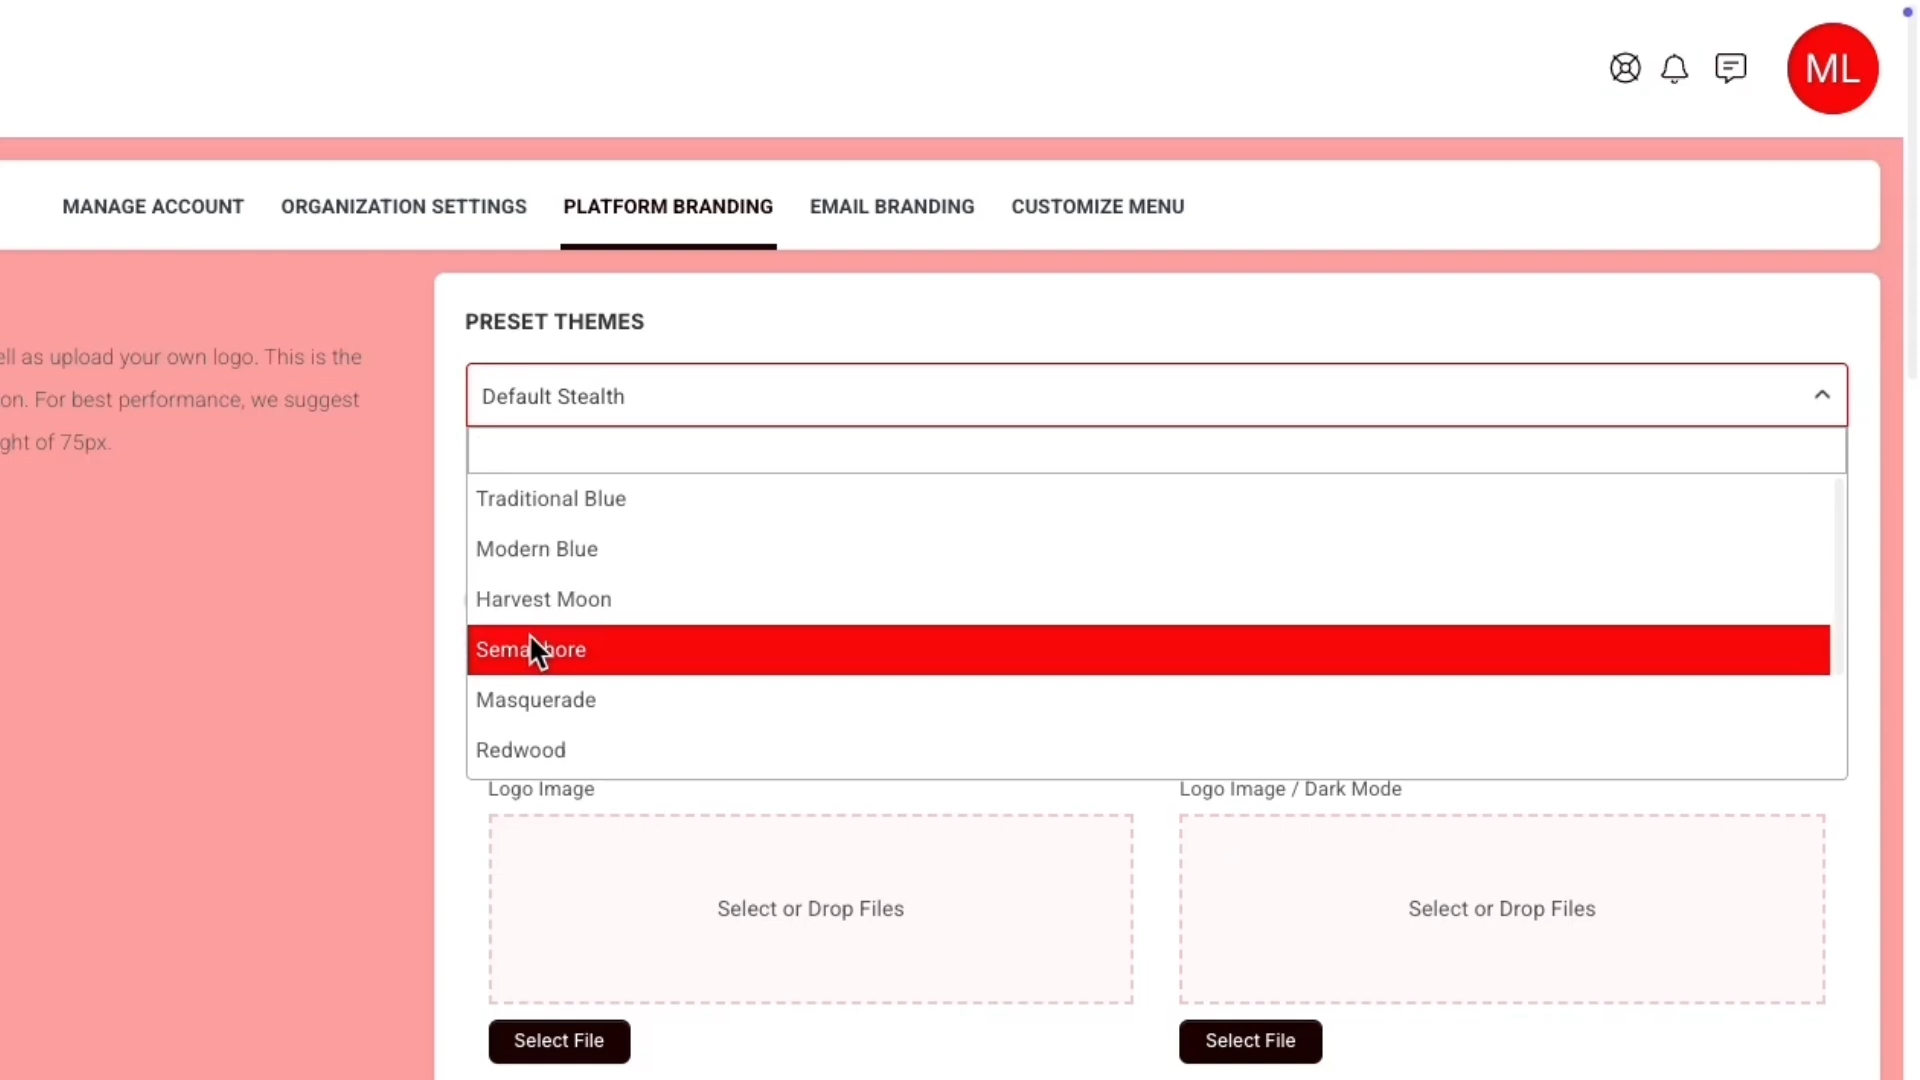 ML
MANAGE ACCOUNT ORGANIZATION SETTINGS PLATFORM BRANDING EMAIL BRANDING CUSTOMIZE MENU
ell as upload your own logo. This is the
on. For best performance, we suggest
ght of 75px.
PRESET THEMES
Default Stealth
Traditional Blue
Modern Blue
Harvest Moon
Semaphore
Masquerade
Redwood
Logo Image
Logo Image / Dark Mode
Select or Drop Files
Select or Drop Files
Select File
Select File